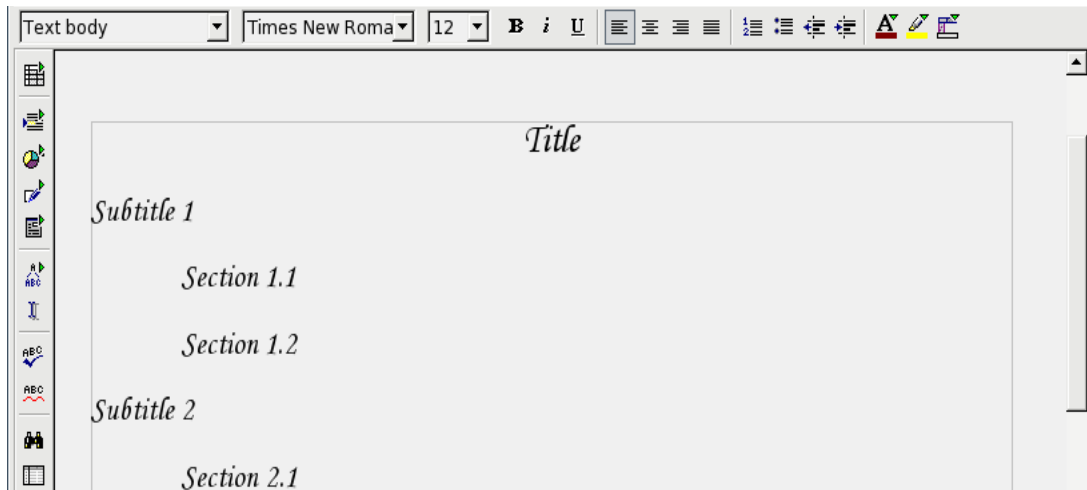 Text body Times New Roma 12 B i U
Title
Subtitle 1
Section 1.1
Section 1.2
Subtitle 2
Section 2.1